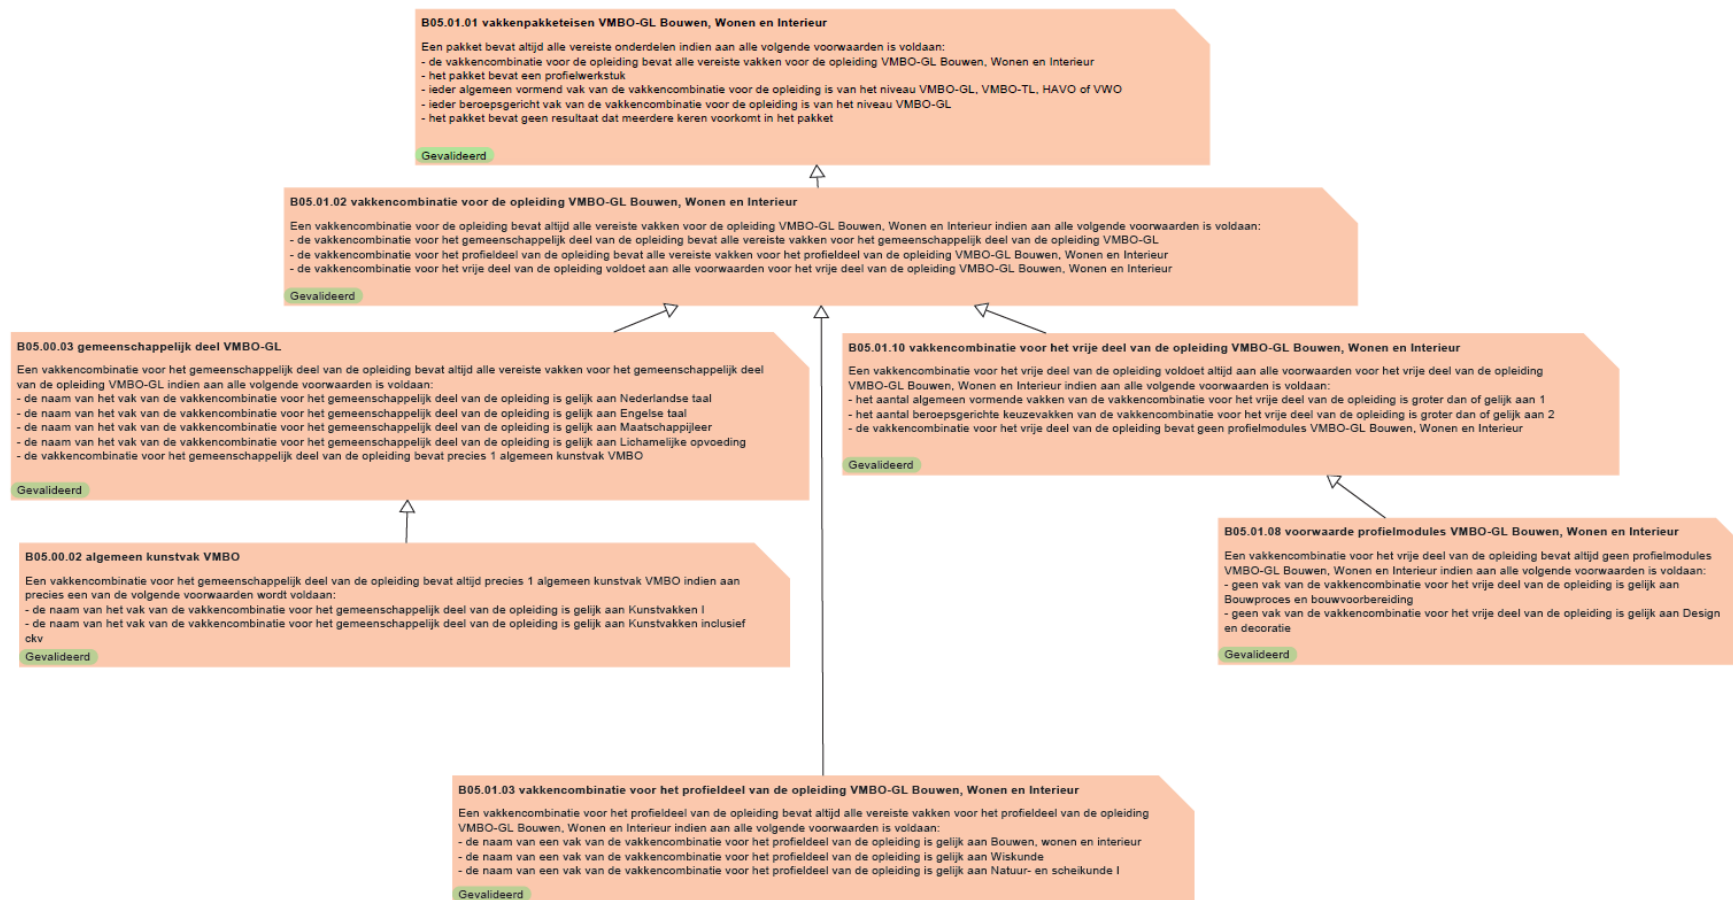 B05.01.01 vakkenpakketeisen VMBO-GL Bouwen, Wonen en Interieur
Een pakket bevat altijd alle vereiste onderdelen indien aan alle volgende voorwaarden is voldaan:
- de vakkencombinatie voor de opleiding bevat alle vereiste vakken voor de opleiding VMBO-GL Bouwen, Wonen en Interieur
- het pakket bevat een profielwerkstuk
- ieder algemeen vormend vak van de vakkencombinatie voor de opleiding is van het niveau VMBO-GL, VMBO-TL, HAVO of VWO
- ieder beroepsgericht vak van de vakkencombinatie voor de opleiding is van het niveau VMBO-GL
- het pakket bevat geen resultaat dat meerdere keren voorkomt in het pakket
Gevalideerd
B05.01.02 vakkencombinatie voor de opleiding VMBO-GL Bouwen, Wonen en Interieur
Een vakkencombinatie voor de opleiding bevat altijd alle vereiste vakken voor de opleiding VMBO-GL Bouwen, Wonen en Interieur indien aan alle volgende voorwaarden is voldaan:
- de vakkencombinatie voor het gemeenschappelijk deel van de opleiding bevat alle vereiste vakken voor het gemeenschappelijk deel van de opleiding VMBO-GL
- de vakkencombinatie voor het profieldeel van de opleiding bevat alle vereiste vakken voor het profieldeel van de opleiding VMBO-GL Bouwen, Wonen en Interieur
- de vakkencombinatie voor het vrije deel van de opleiding voldoet aan alle voorwaarden voor het vrije deel van de opleiding VMBO-GL Bouwen, Wonen en Interieur
Gevalideerd
B05.00.03 gemeenschappelijk deel VMBO-GL
Een vakkencombinatie voor het gemeenschappelijk deel van de opleiding bevat altijd alle vereiste vakken voor het gemeenschappelijk deel
van de opleiding VMBO-GL indien aan alle volgende voorwaarden is voldaan:
- de naam van het vak van de vakkencombinatie voor het gemeenschappelijk deel van de opleiding is gelijk aan Nederlandse taal
- de naam van het vak van de vakkencombinatie voor het gemeenschappelijk deel van de opleiding is gelijk aan Engelse taal
- de naam van het vak van de vakkencombinatie voor het gemeenschappelijk deel van de opleiding is gelijk aan Maatschappijleer
- de naam van het vak van de vakkencombinatie voor het gemeenschappelijk deel van de opleiding is gelijk aan Lichamelijke opvoeding
- de vakkencombinatie voor het gemeenschappelijk deel van de opleiding bevat precies 1 algemeen kunstvak VMBO
Gevalideerd
B05.01.10 vakkencombinatie voor het vrije deel van de opleiding VMBO-GL Bouwen, Wonen en Interieur
Een vakkencombinatie voor het vrije deel van de opleiding voldoet altijd aan alle voorwaarden voor het vrije deel van de opleiding
VMBO-GL Bouwen, Wonen en Interieur indien aan alle volgende voorwaarden is voldaan:
- het aantal algemeen vormende vakken van de vakkencombinatie voor het vrije deel van de opleiding is groter dan of gelijk aan 1
- het aantal beroepsgerichte keuzevakken van de vakkencombinatie voor het vrije deel van de opleiding is groter dan of gelijk aan 2
- de vakkencombinatie voor het vrije deel van de opleiding bevat geen profielmodules VMBO-GL Bouwen, Wonen en Interieur
Gevalideerd
B05.00.02 algemeen kunstvak VMBO
Een vakkencombinatie voor het gemeenschappelijk deel van de opleiding bevat altijd precies 1 algemeen kunstvak VMBO indien aan
precies een van de volgende voorwaarden wordt voldaan:
- de naam van het vak van de vakkencombinatie voor het gemeenschappelijk deel van de opleiding is gelijk aan Kunstvakken I
- de naam van het vak van de vakkencombinatie voor het gemeenschappelijk deel van de opleiding is gelijk aan Kunstvakken inclusief
ckv
Gevalideerd
B05.01.08 voorwaarde profielmodules VMBO-GL Bouwen, Wonen en Interieur
Een vakkencombinatie voor het vrije deel van de opleiding bevat altijd geen profielmodules
VMBO-GL Bouwen, Wonen en Interieur indien aan alle volgende voorwaarden is voldaan:
- geen vak van de vakkencombinatie voor het vrije deel van de opleiding is gelijk aan
Bouwproces en bouwvoorbereiding
- geen vak van de vakkencombinatie voor het vrije deel van de opleiding is gelijk aan Design
en decoratie
Gevalideerd
B05.01.03 vakkencombinatie voor het profieldeel van de opleiding VMBO-GL Bouwen, Wonen en Interieur
Een vakkencombinatie voor het profieldeel van de opleiding bevat altijd alle vereiste vakken voor het profieldeel van de opleiding
VMBO-GL Bouwen, Wonen en Interieur indien aan alle volgende voorwaarden is voldaan:
- de naam van een vak van de vakkencombinatie voor het profieldeel van de opleiding is gelijk aan Bouwen, wonen en interieur
- de naam van een vak van de vakkencombinatie voor het profieldeel van de opleiding is gelijk aan Wiskunde
- de naam van een vak van de vakkencombinatie voor het profieldeel van de opleiding is gelijk aan Natuur- en scheikunde I
Gevalideerd